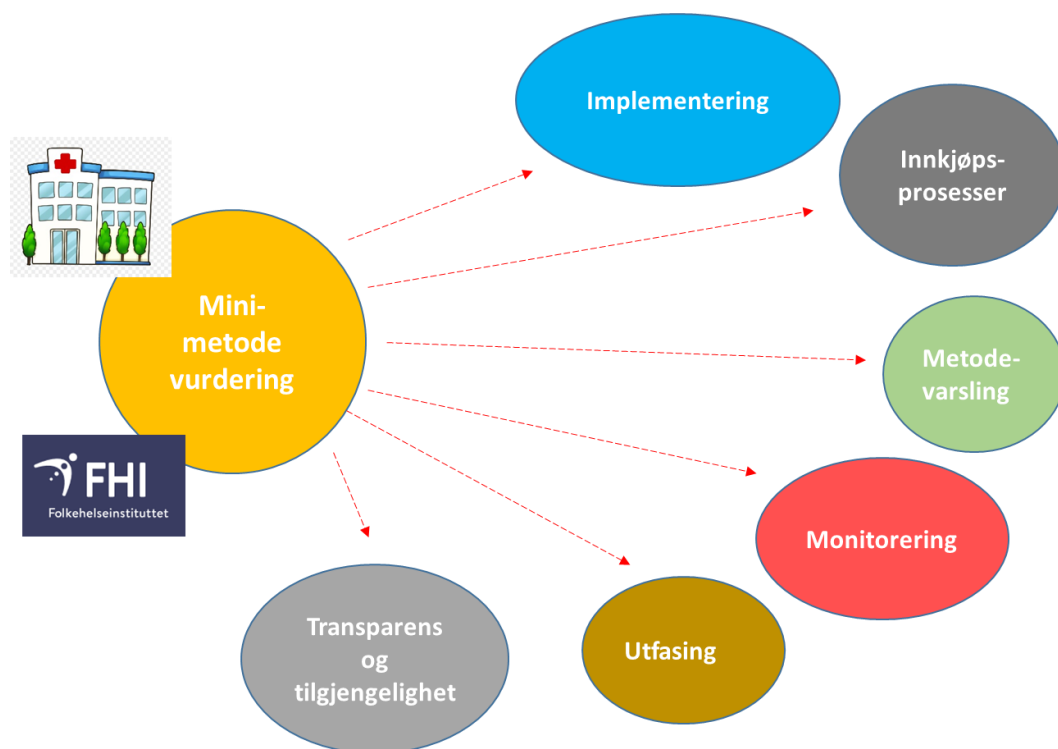 Implementering
Innkjøps-
prosesser
Mini-
metode
vurdering
Metode-
varsling
FHI
Folkehelseinstituttet
Monitorering
Transparens
og
tilgjengelighet
Utfasing